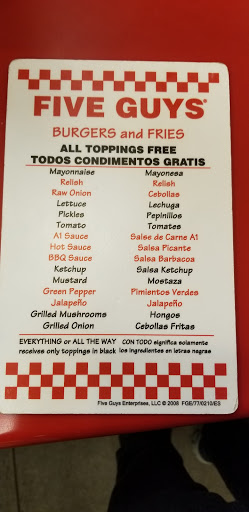 FIVE GUYS®
BURGERS and FRIES
ALL TOPPINGS FREE
TODOS CONDIMENTOS GRATIS
Mayonnaise Mayonesa
Relish Relish
Raw Onion Cebollas
Lettuce Lechuga
Pickles Pepinillos
Tomato Tomates
A1 Sauce Salse de Carne A1
Hot Sauce Salsa Picante
BBQ Sauce Salsa Barbacoa
Ketchup Salsa Ketchup
Mustard Mostaza
Green Pepper Pimientos Verdes
Jalapeño Jalapeño
Grilled Mushrooms Hongos
Grilled Onion Cebollas Fritas
EVERYTHING or ALL THE WAY CON TODO significa solamente
receives only toppings in black los ingredientes en letras negras
Five Guys Enterprises, LLC © 2008 FGE/77/0210/ES